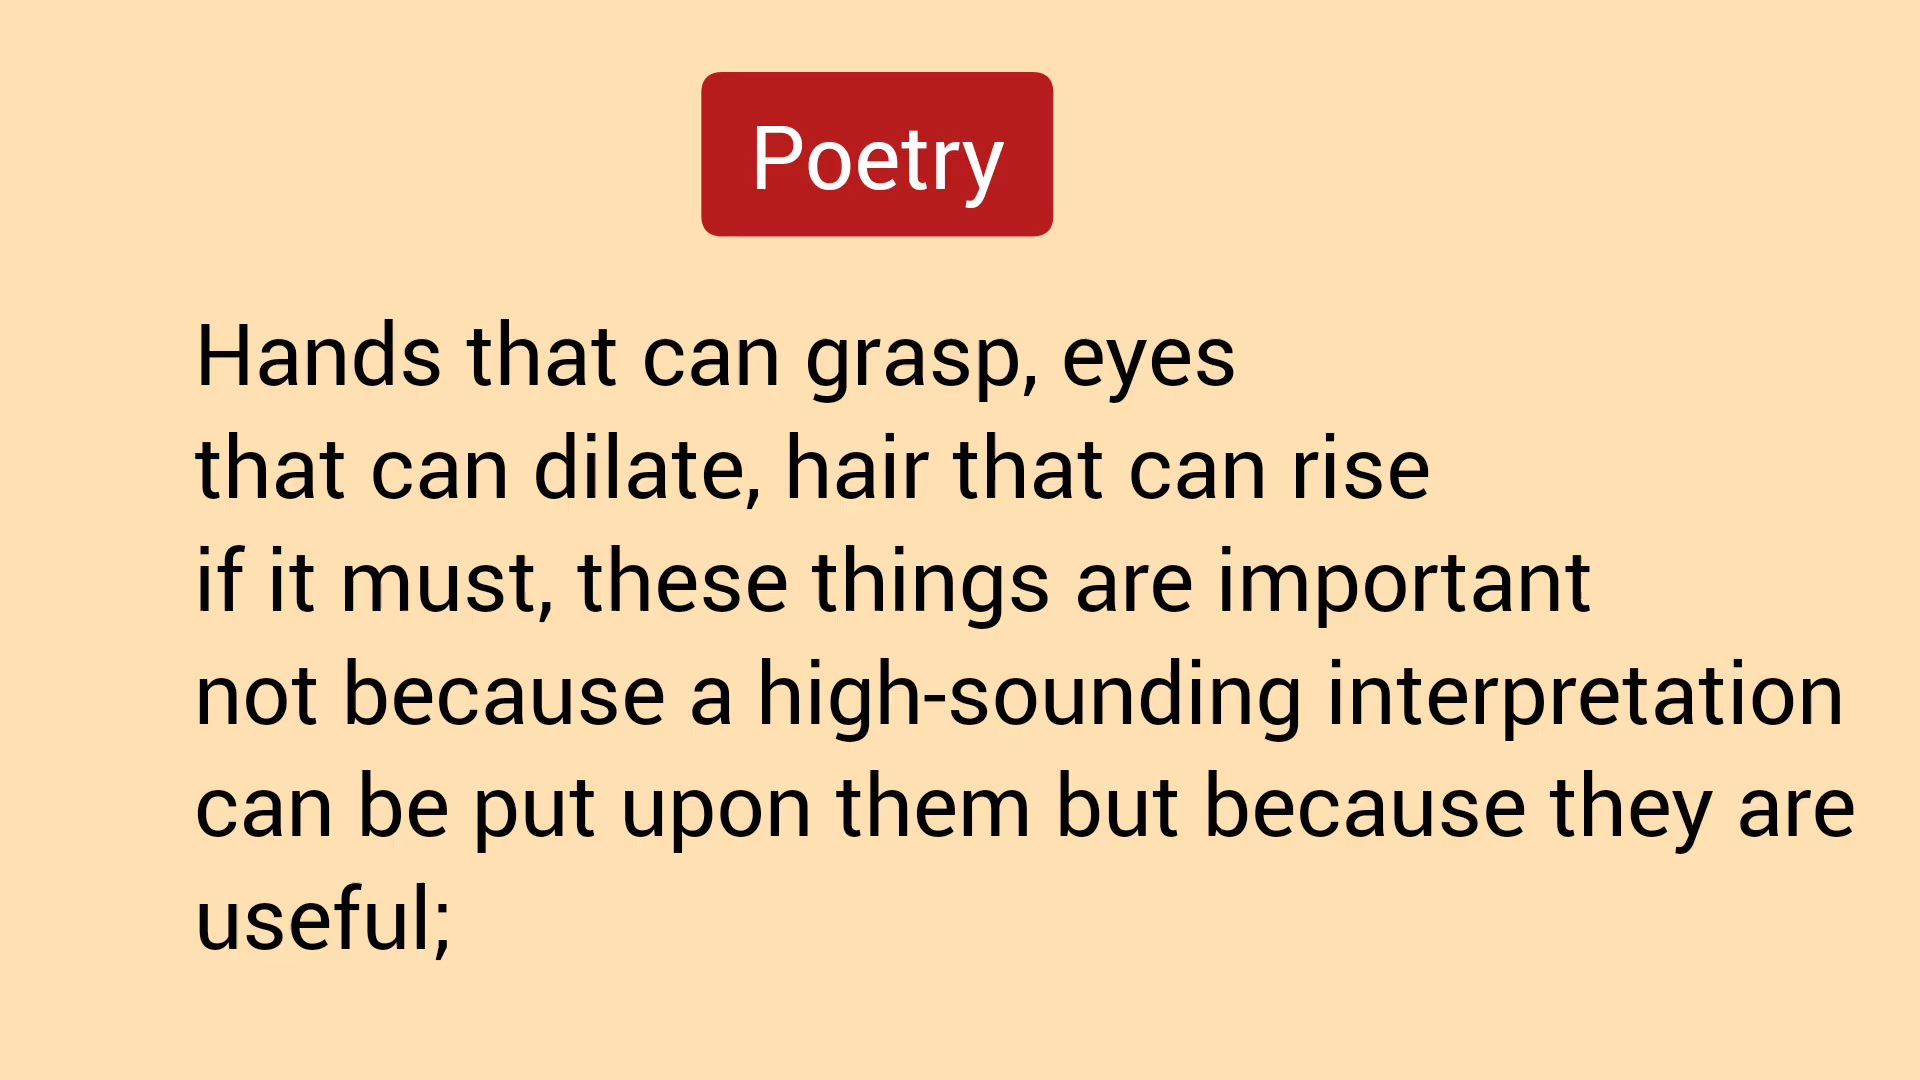 Poetry
Hands that can grasp, eyes
that can dilate, hair that can rise
if it must, these things are important
not because a high-sounding interpretation
can be put upon them but because they are
useful;